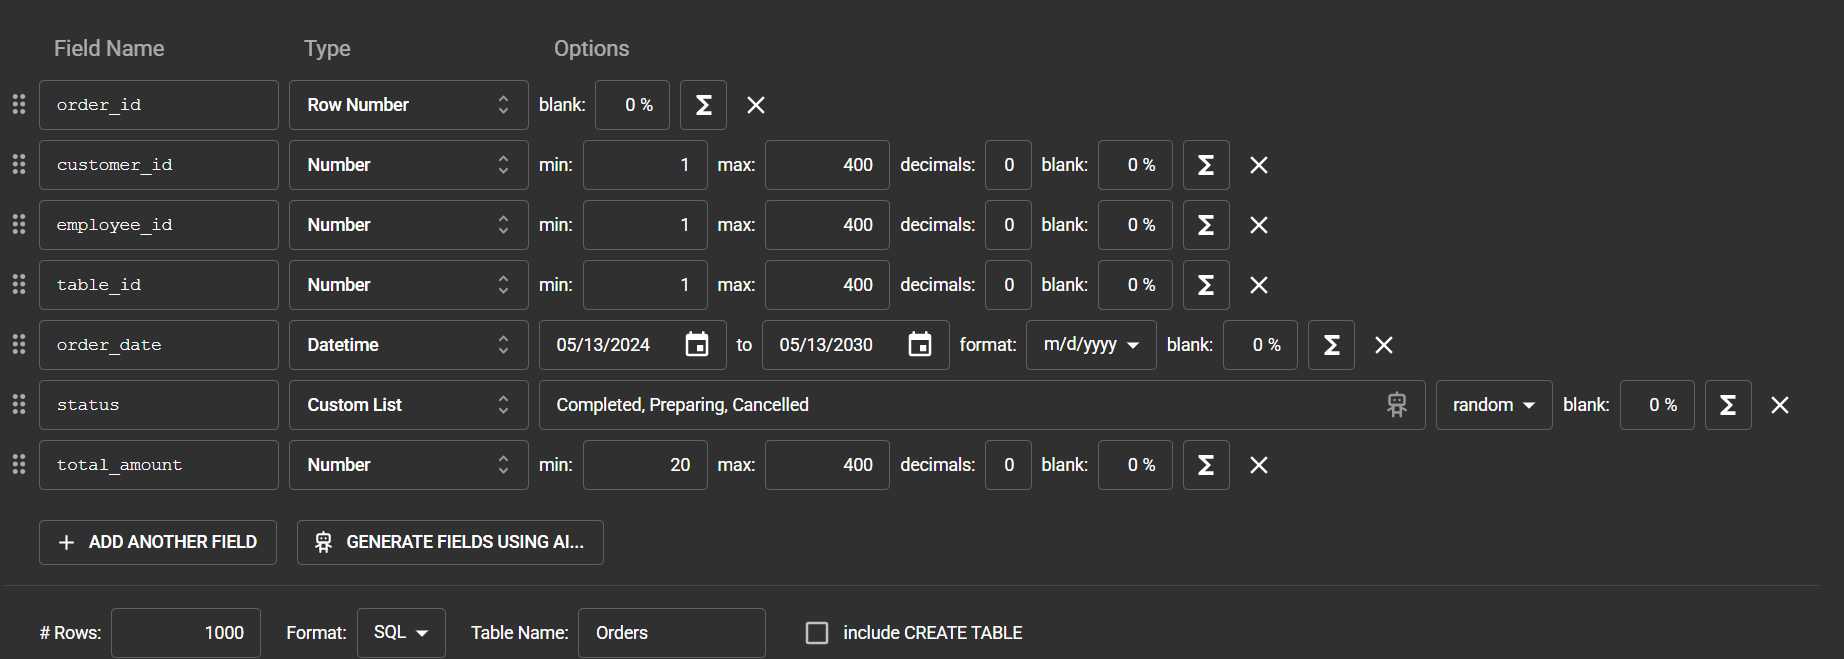 Field Name Type Options
order_id Row Number blank: 0 % Σ
customer_id Number min: 1 max: 400 decimals: 0 blank: 0 % Σ
employee_id Number min: 1 max: 400 decimals: 0 blank: 0 % Σ
table_id Number min: 1 max: 400 decimals: 0 blank: 0 % Σ
order_date Datetime 05/13/2024 to 05/13/2030 format: m/d/yyyy blank: 0 % Σ
status Custom List Completed, Preparing, Cancelled random blank: 0 % Σ
total_amount Number min: 20 max: 400 decimals: 0 blank: 0 % Σ
+ ADD ANOTHER FIELD GENERATE FIELDS USING AI...
# Rows: 1000 Format: SQL Table Name: Orders include CREATE TABLE